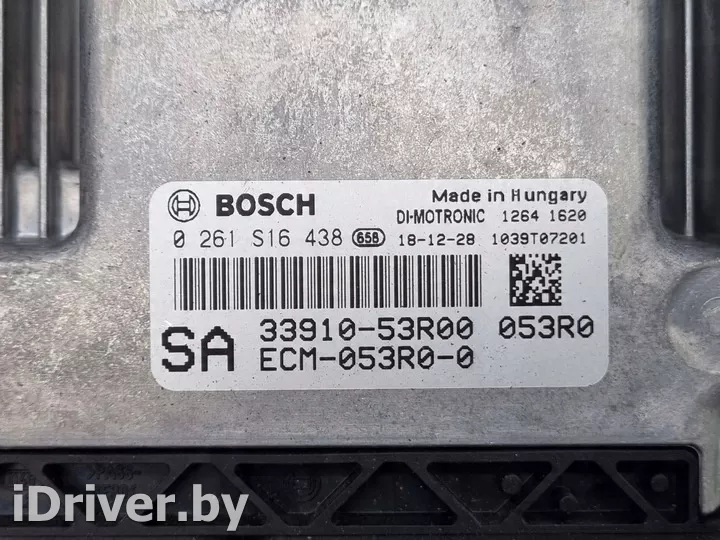 BOSCH Made in Hungary
DI-MOTRONIC 1264 1620
0 261 S16 438 658 18-12-28 1039T07201
SA 33910-53R00 053R0
ECM-053R0-0
iDriver.by